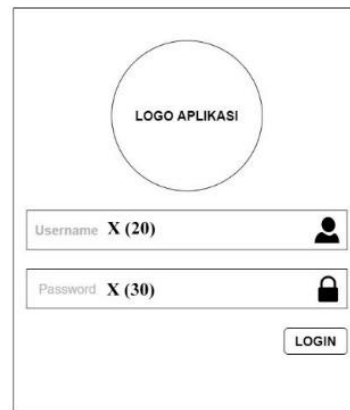 LOGO APLIKASI
Username X (20)
Password X (30)
LOGIN